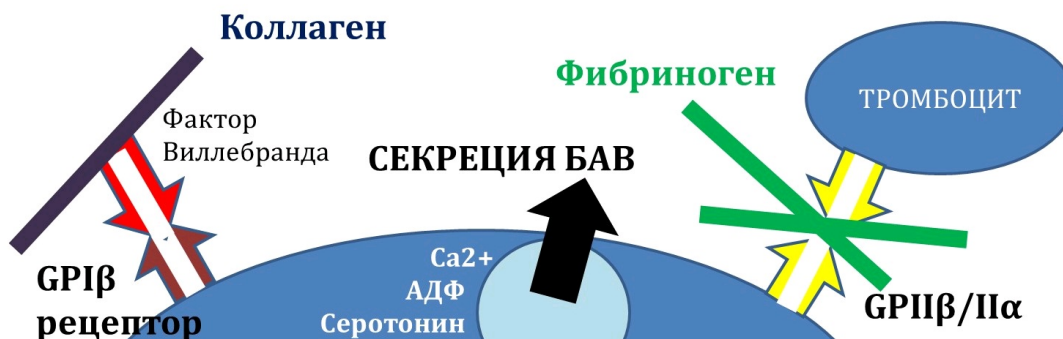 Коллаген
Фактор
Виллебранда
GPIβ
рецептор
СЕКРЕЦИЯ БАВ
Ca2+
АДФ
Серотонин
Фибриноген
ТРОМБОЦИТ
GPIIβ/IIα